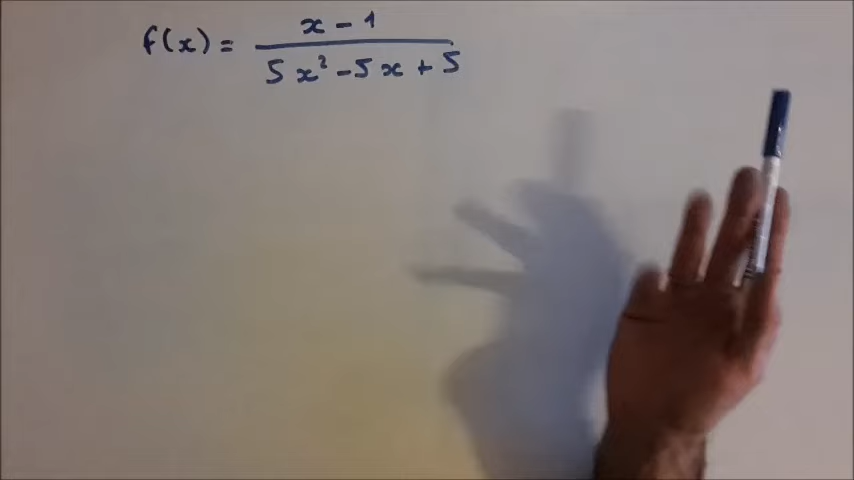 f(x) = x - 1 / 5x² - 5x + 5